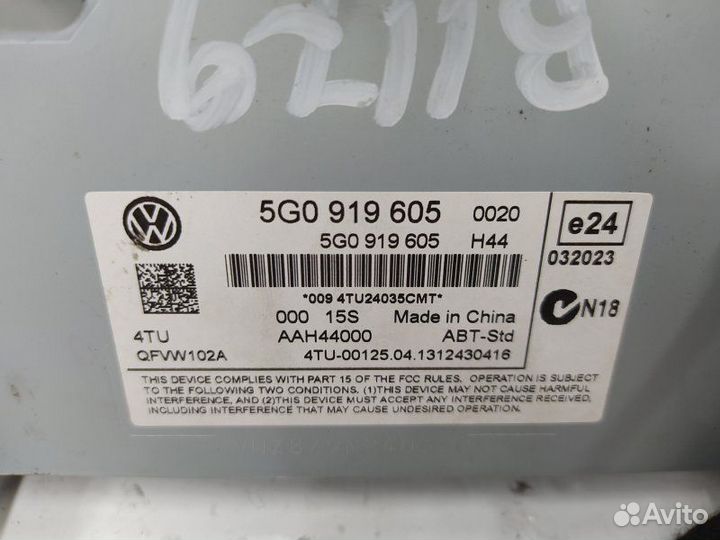 62118
5G0 919 605 0020
5G0 919 605 H44
e24
032023
*009 4TU24035CMT*
000 15S Made in China
N18
4TU AAH44000 ABT-Std
QFVW102A 4TU-00125.04.1312430416
THIS DEVICE COMPLIES WITH PART 15 OF THE FCC RULES. OPERATION IS SUBJECT
TO THE FOLLOWING TWO CONDITIONS. (1)THIS DEVICE MAY NOT CAUSE HARMFUL
INTERFERENCE, AND (2)THIS DEVICE MUST ACCEPT ANY INTERFERENCE RECEIVED,
INCLUDING INTERFERENCE THAT MAY CAUSE UNDESIRED OPERATION.
Avito